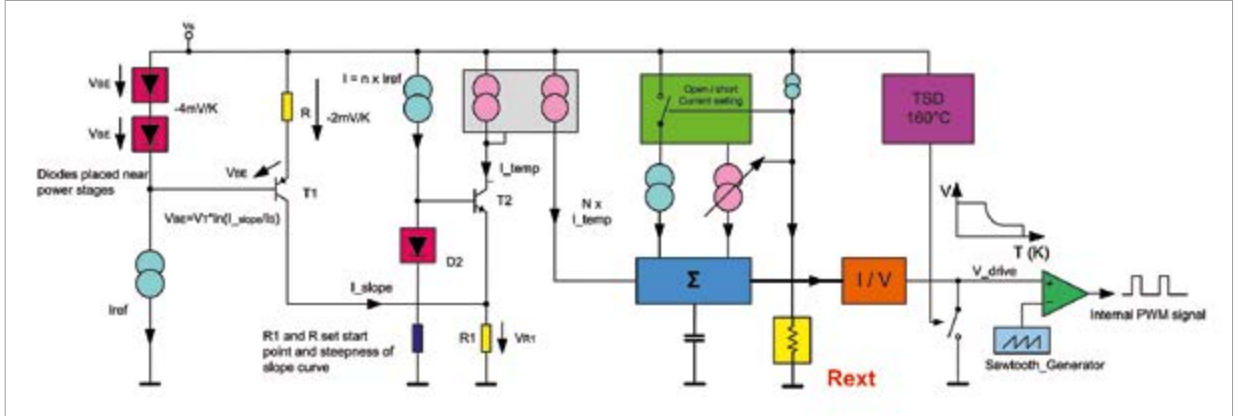 Vs
VBE
-4mV/K
VBE
Diodes placed near
power stages
R
-2mV/K
VBE
T1
VBE=VT*ln(I_slope/Is)
Iref
I = n x Iref
I_temp
T2
N x
I_temp
D2
I_slope
R1 and R set start
point and steepness of
slope curve
R1
VR1
Open / short
Current setting
Σ
Rext
I / V
TSD
160°C
V
T (K)
V_drive
+
−
Internal PWM signal
Sawtooth_Generator